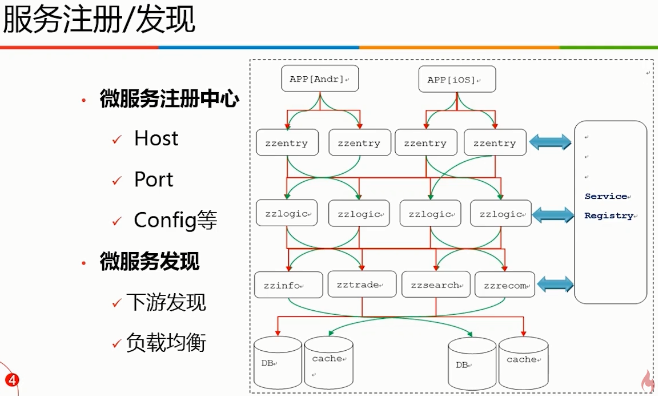 服务注册/发现
微服务注册中心
Host
Port
Config等
微服务发现
下游发现
负载均衡
4
APP[Andr]
APP[iOS]
zzentry
zzentry
zzentry
zzentry
zzlogic
zzlogic
zzlogic
zzlogic
zzinfo
zztrade
zzsearch
zzrecom
Service
Registry
DB
cache
DB
cache